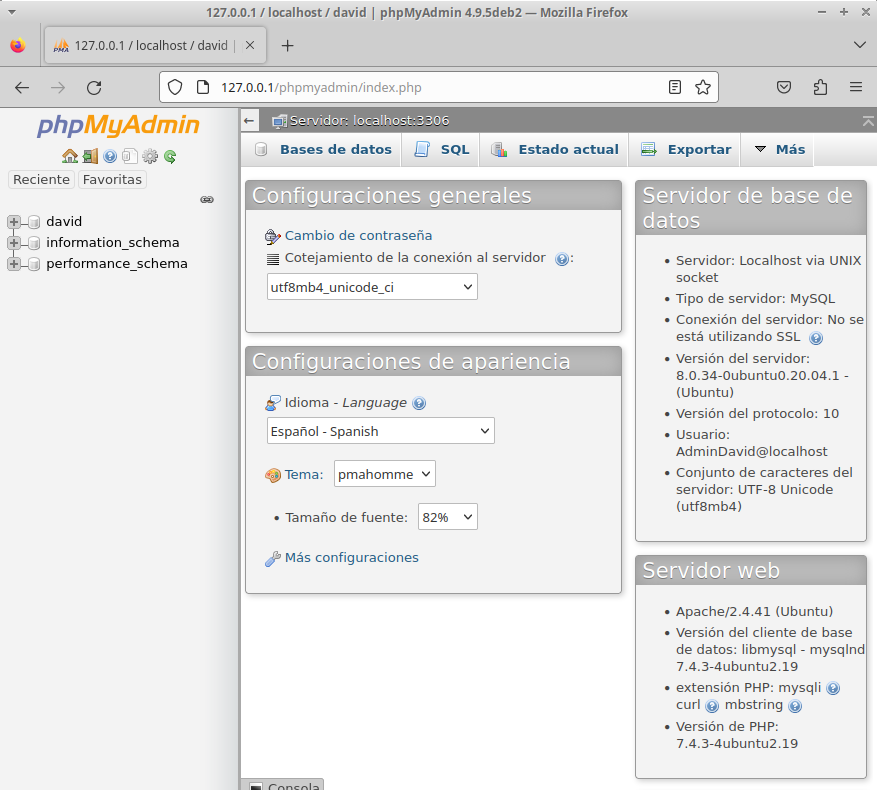 127.0.0.1 / localhost / david | phpMyAdmin 4.9.5deb2 — Mozilla Firefox
PMA 127.0.0.1 / localhost / david |
127.0.0.1/phpmyadmin/index.php
phpMyAdmin
Reciente Favoritas
david
information_schema
performance_schema
Servidor: localhost:3306
Bases de datos SQL Estado actual Exportar Más
Configuraciones generales
Cambio de contraseña
Cotejamiento de la conexión al servidor :
utf8mb4_unicode_ci
Configuraciones de apariencia
Idioma - Language
Español - Spanish
Tema: pmahomme
• Tamaño de fuente: 82%
Más configuraciones
Servidor de base de
datos
• Servidor: Localhost via UNIX
socket
• Tipo de servidor: MySQL
• Conexión del servidor: No se
está utilizando SSL
• Versión del servidor:
8.0.34-0ubuntu0.20.04.1 -
(Ubuntu)
• Versión del protocolo: 10
• Usuario:
AdminDavid@localhost
• Conjunto de caracteres del
servidor: UTF-8 Unicode
(utf8mb4)
Servidor web
• Apache/2.4.41 (Ubuntu)
• Versión del cliente de base
de datos: libmysql - mysqlnd
7.4.3-4ubuntu2.19
• extensión PHP: mysqli
curl mbstring
• Versión de PHP:
7.4.3-4ubuntu2.19
Consola